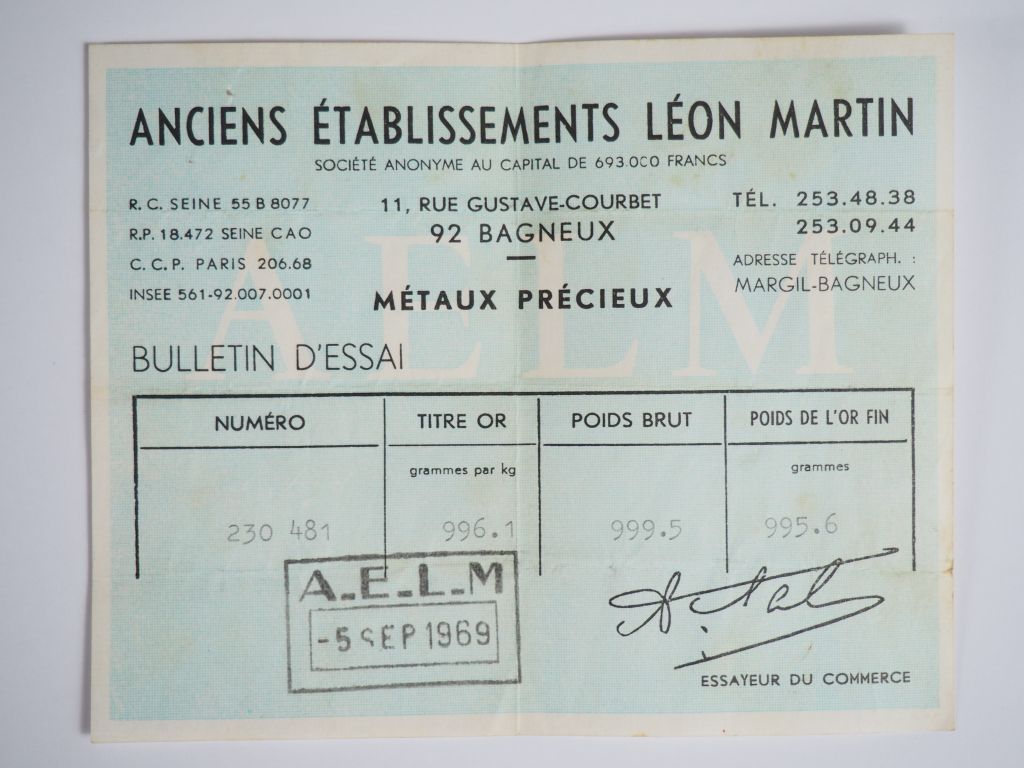 ANCIENS ÉTABLISSEMENTS LÉON MARTIN
SOCIÉTÉ ANONYME AU CAPITAL DE 693.000 FRANCS
R. C. SEINE 55 B 8077
R.P. 18.472 SEINE CAO
C. C. P. PARIS 206.68
INSEE 561-92.007.0001
11, RUE GUSTAVE-COURBET
92 BAGNEUX
MÉTAUX PRÉCIEUX
TÉL. 253.48.38
253.09.44
ADRESSE TÉLÉGRAPH. :
MARGIL-BAGNEUX
AELM
BULLETIN D'ESSAI
NUMÉRO TITRE OR POIDS BRUT POIDS DE L'OR FIN
grammes par kg grammes
230 481 996.1 999.5 995.6
A.E.L.M
-5 SEP 1969
ESSAYEUR DU COMMERCE